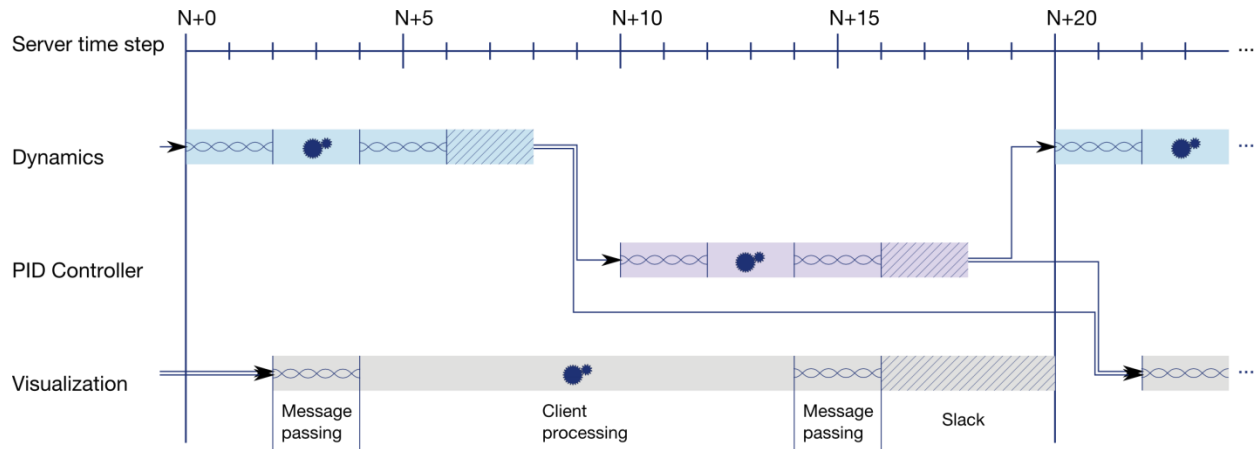 N+0 N+5 N+10 N+15 N+20
Server time step ...
Dynamics ...
PID Controller
Visualization ...
Message passing
Client processing
Message passing
Slack